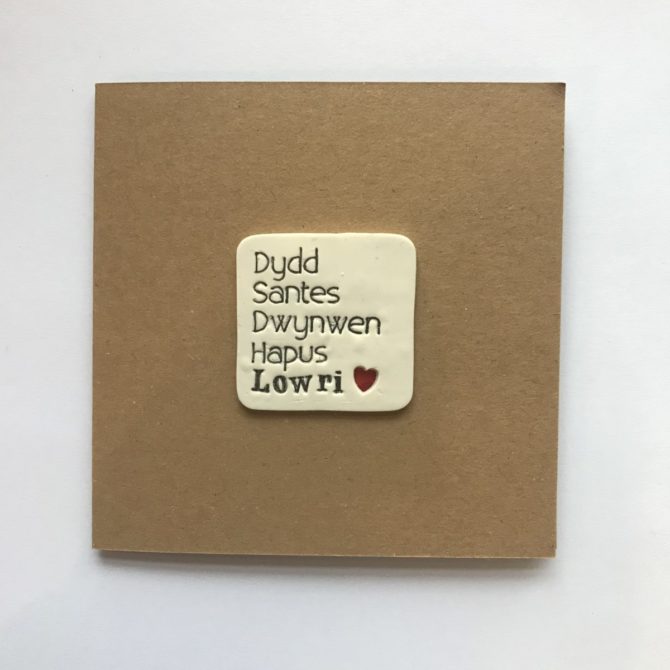 Dydd
Santes
Dwynwen
Hapus
Lowri